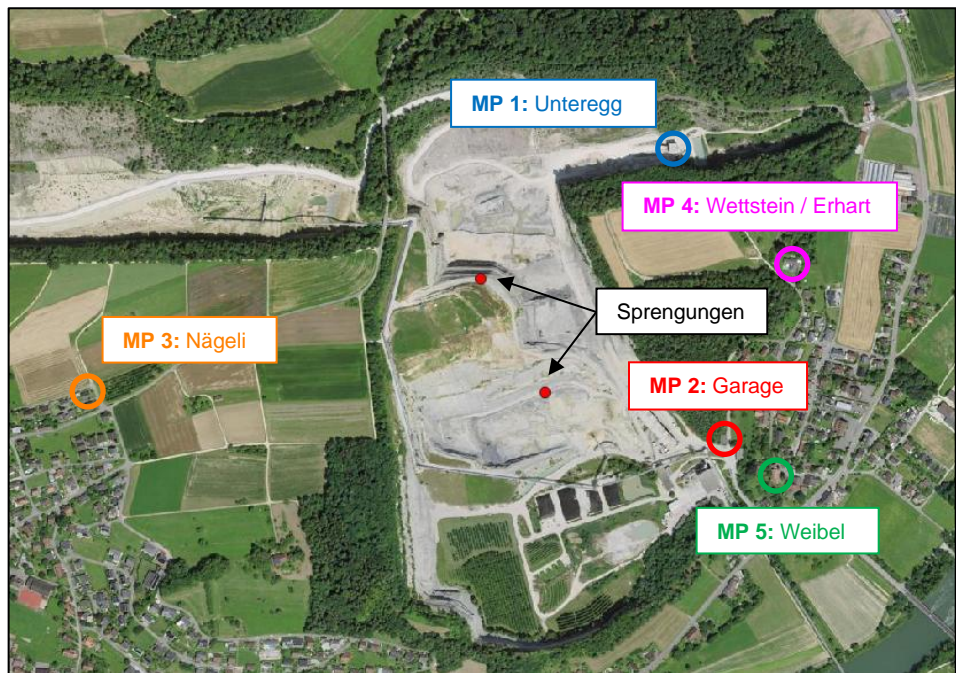 MP 1: Unteregg
MP 4: Wettstein / Erhart
Sprengungen
MP 3: Nägeli
MP 2: Garage
MP 5: Weibel